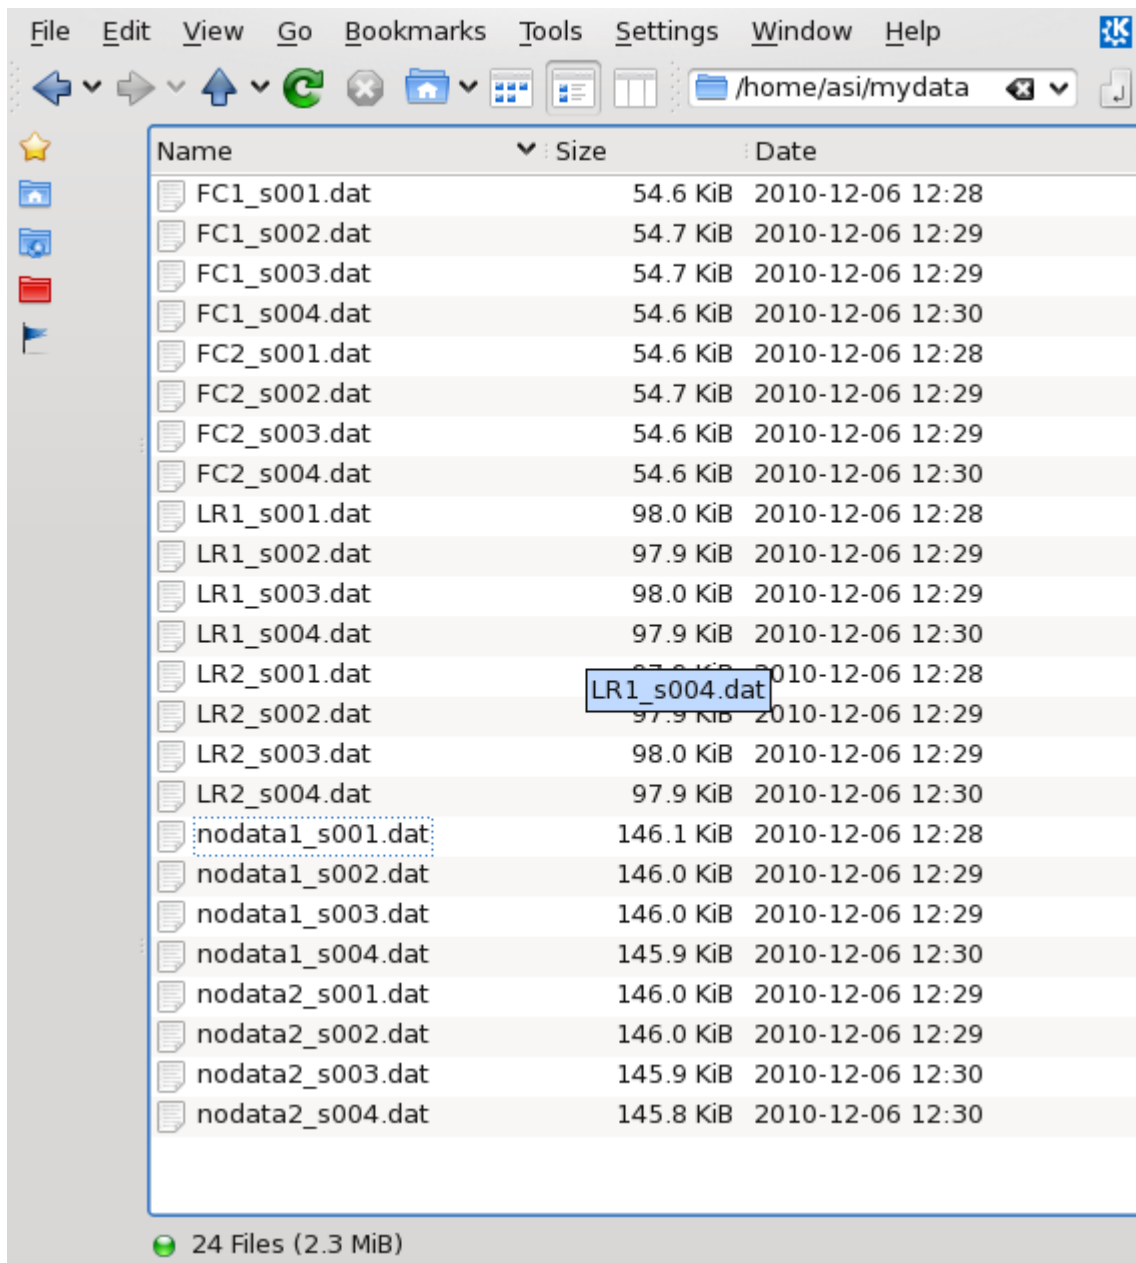 File Edit View Go Bookmarks Tools Settings Window Help
/home/asi/mydata
Name Size Date
FC1_s001.dat 54.6 KiB 2010-12-06 12:28
FC1_s002.dat 54.7 KiB 2010-12-06 12:29
FC1_s003.dat 54.7 KiB 2010-12-06 12:29
FC1_s004.dat 54.6 KiB 2010-12-06 12:30
FC2_s001.dat 54.6 KiB 2010-12-06 12:28
FC2_s002.dat 54.7 KiB 2010-12-06 12:29
FC2_s003.dat 54.6 KiB 2010-12-06 12:29
FC2_s004.dat 54.6 KiB 2010-12-06 12:30
LR1_s001.dat 98.0 KiB 2010-12-06 12:28
LR1_s002.dat 97.9 KiB 2010-12-06 12:29
LR1_s003.dat 98.0 KiB 2010-12-06 12:29
LR1_s004.dat 97.9 KiB 2010-12-06 12:30
LR2_s001.dat 2010-12-06 12:28
LR1_s004.dat
LR2_s002.dat 97.9 KiB 2010-12-06 12:29
LR2_s003.dat 98.0 KiB 2010-12-06 12:29
LR2_s004.dat 97.9 KiB 2010-12-06 12:30
nodata1_s001.dat 146.1 KiB 2010-12-06 12:28
nodata1_s002.dat 146.0 KiB 2010-12-06 12:29
nodata1_s003.dat 146.0 KiB 2010-12-06 12:29
nodata1_s004.dat 145.9 KiB 2010-12-06 12:30
nodata2_s001.dat 146.0 KiB 2010-12-06 12:29
nodata2_s002.dat 146.0 KiB 2010-12-06 12:29
nodata2_s003.dat 145.9 KiB 2010-12-06 12:30
nodata2_s004.dat 145.8 KiB 2010-12-06 12:30
24 Files (2.3 MiB)